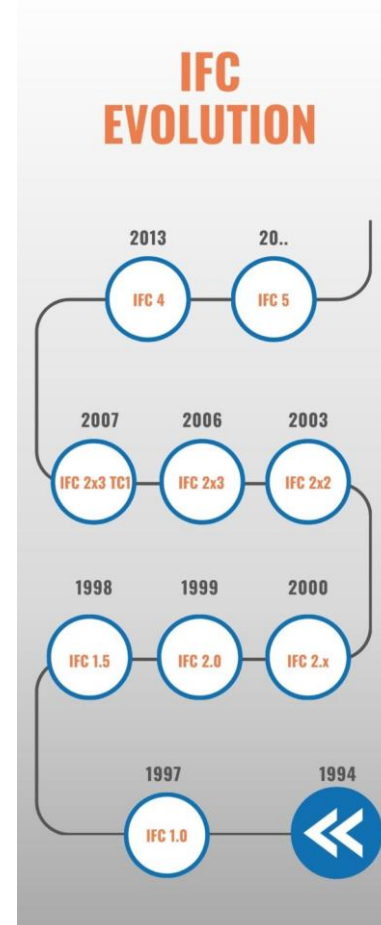 IFC
EVOLUTION
2013 20..
IFC 4 IFC 5
2007 2006 2003
IFC 2x3 TC1 IFC 2x3 IFC 2x2
1998 1999 2000
IFC 1.5 IFC 2.0 IFC 2.x
1997 1994
IFC 1.0